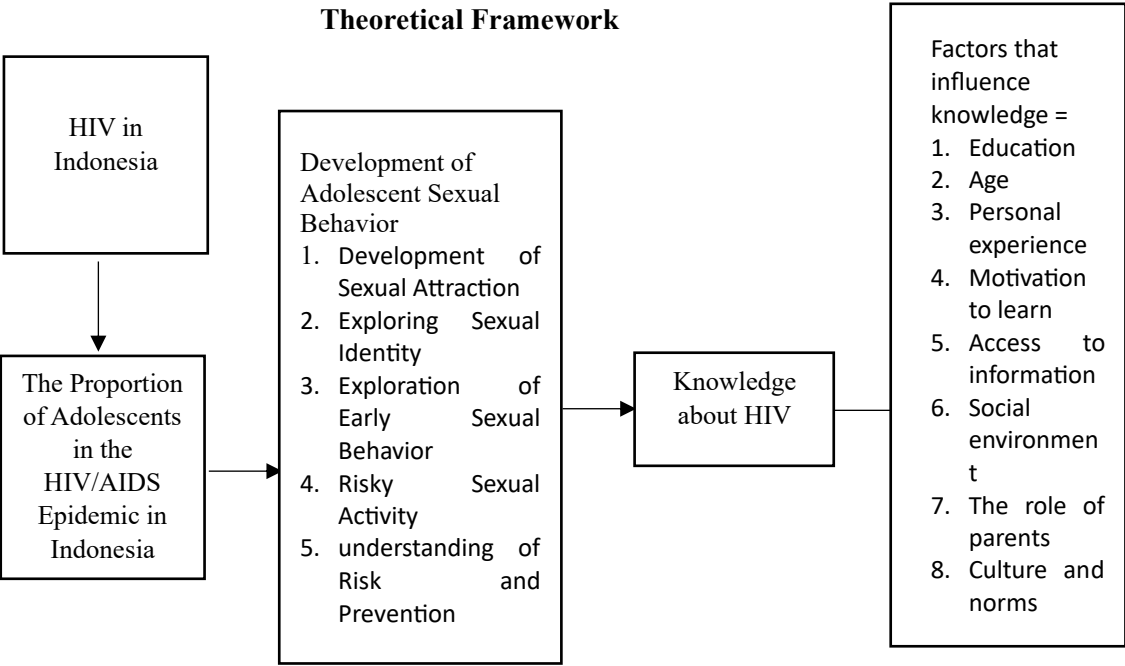 Theoretical Framework
HIV in
Indonesia
The Proportion
of Adolescents
in the
HIV/AIDS
Epidemic in
Indonesia
Development of
Adolescent Sexual
Behavior
1. Development of
Sexual Attraction
2. Exploring Sexual
Identity
3. Exploration of
Early Sexual
Behavior
4. Risky Sexual
Activity
5. understanding of
Risk and
Prevention
Knowledge
about HIV
Factors that
influence
knowledge =
1. Education
2. Age
3. Personal
experience
4. Motivation
to learn
5. Access to
information
6. Social
environmen
t
7. The role of
parents
8. Culture and
norms